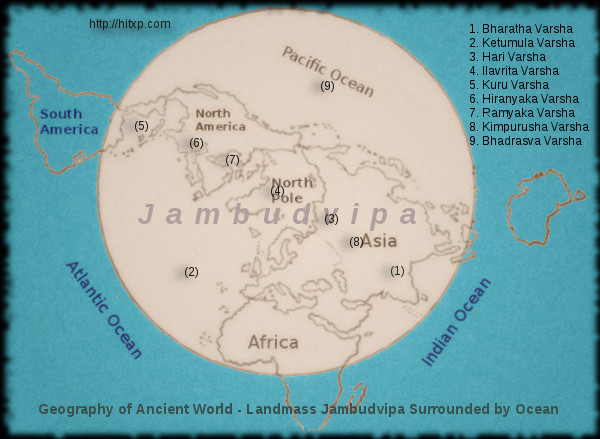 http://hitxp.com
1. Bharatha Varsha
2. Ketumula Varsha
3. Hari Varsha
4. Ilavrita Varsha
5. Kuru Varsha
6. Hiranyaka Varsha
7. Ramyaka Varsha
8. Kimpurusha Varsha
9. Bhadrasva Varsha
Pacific Ocean
(9)
South
America
North
America
(5)
(6)
(7)
North
Pole
(4)
Jambudvipa
(3)
(8)
Asia
(2)
(1)
Atlantic Ocean
Indian Ocean
Africa
Geography of Ancient World - Landmass Jambudvipa Surrounded by Ocean